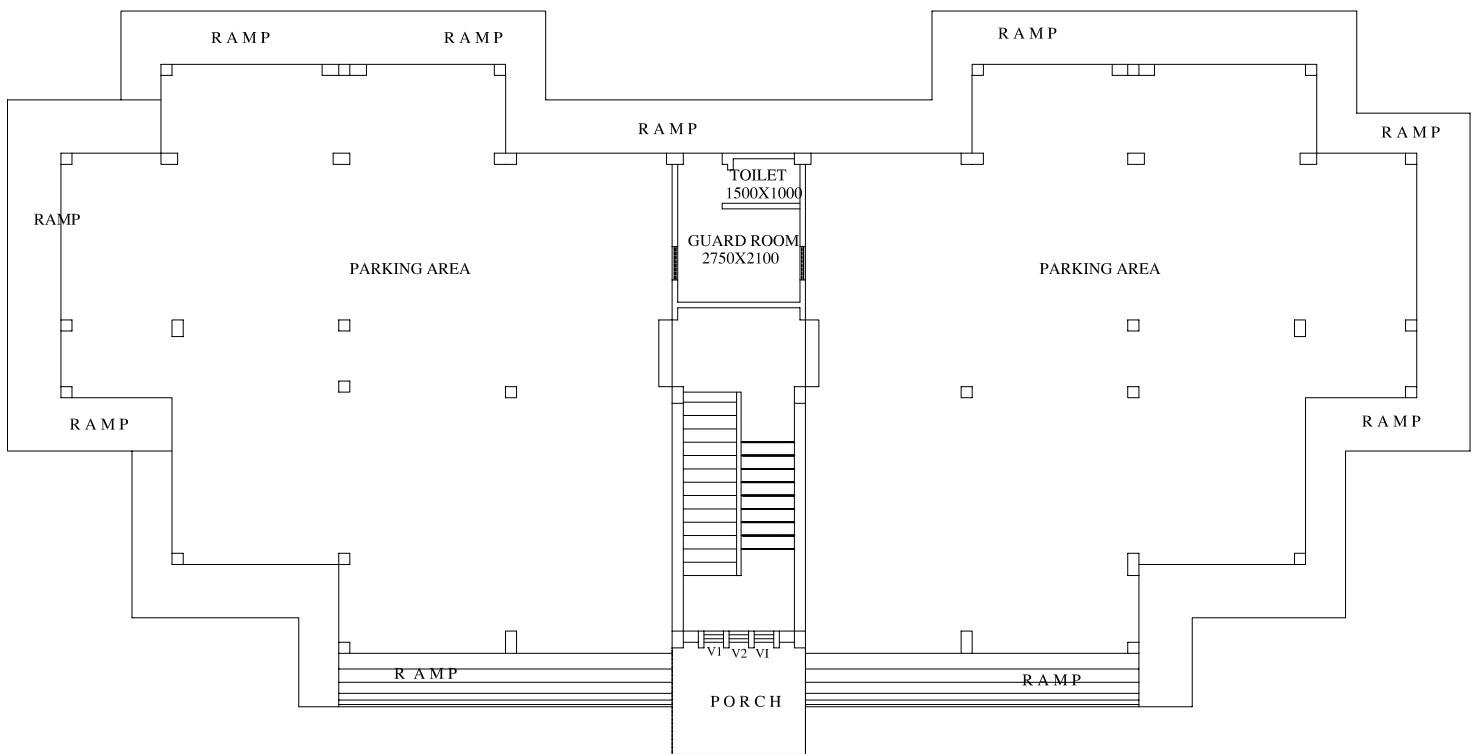 R A M P
R A M P
R A M P
R A M P
R A M P
TOILET
1500X1000
RAMP
GUARD ROOM
2750X2100
PARKING AREA
PARKING AREA
R A M P
R A M P
V1 V2 V1
R A M P
R A M P
P O R C H